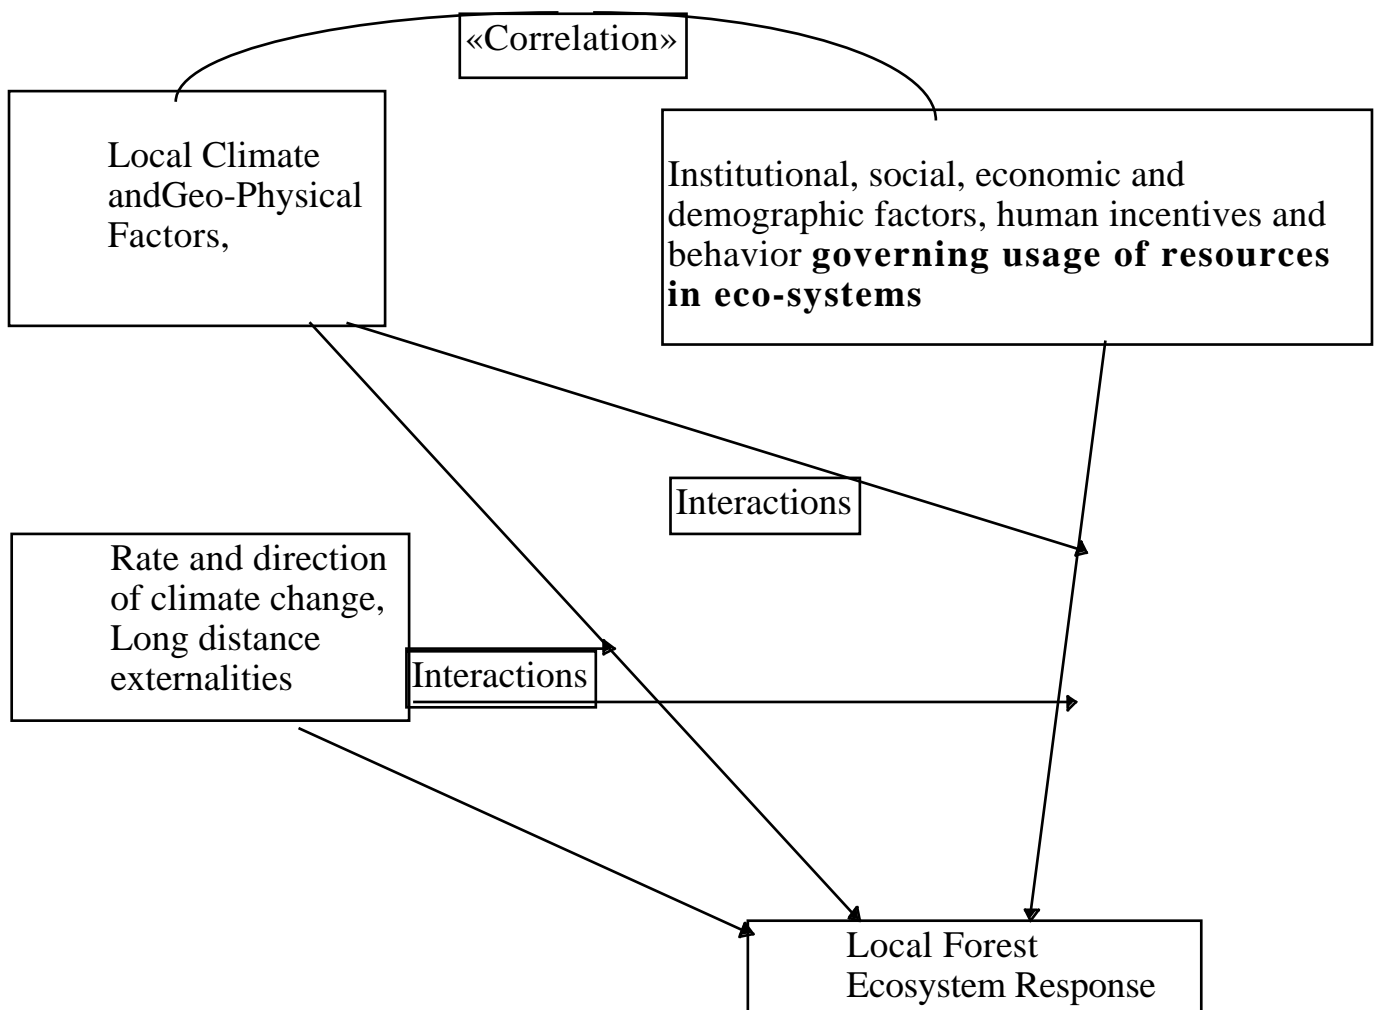 «Correlation»
Local Climate
andGeo-Physical
Factors,
Institutional, social, economic and
demographic factors, human incentives and
behavior governing usage of resources
in eco-systems
Interactions
Rate and direction
of climate change,
Long distance
externalities
Interactions
Local Forest
Ecosystem Response